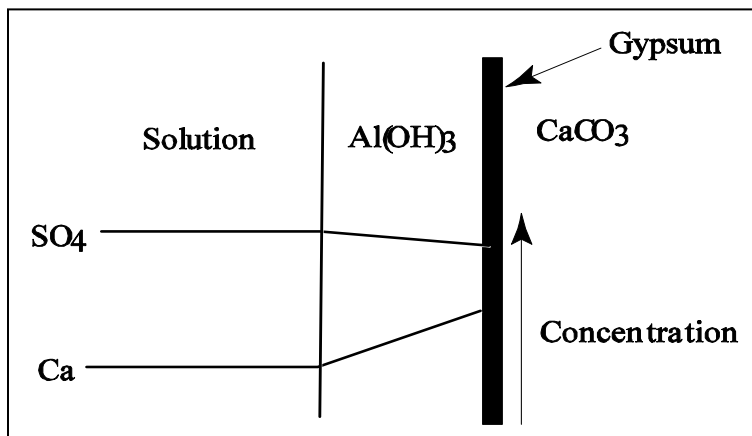 Gypsum
Solution Al(OH)3 CaCO3
SO4
Concentration
Ca